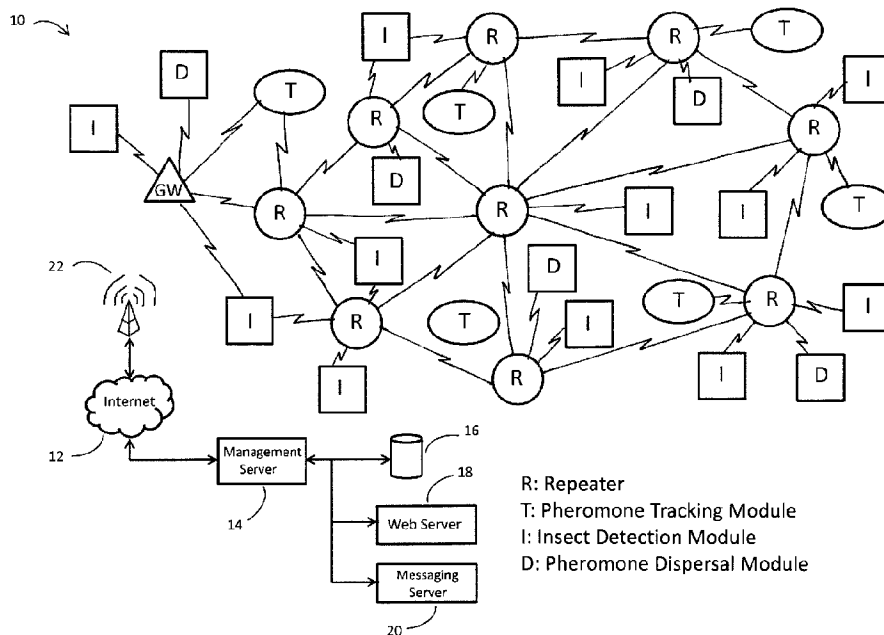 10
I
R
R
T
D
T
I
I
I
R
T
D
R
I
GW
D
R
R
I
I
T
22
I
D
I
R
T
T
R
I
I
R
I
I
D
Internet
12
Management
Server
14
16
18
Web Server
Messaging
Server
20
R: Repeater
T: Pheromone Tracking Module
I: Insect Detection Module
D: Pheromone Dispersal Module